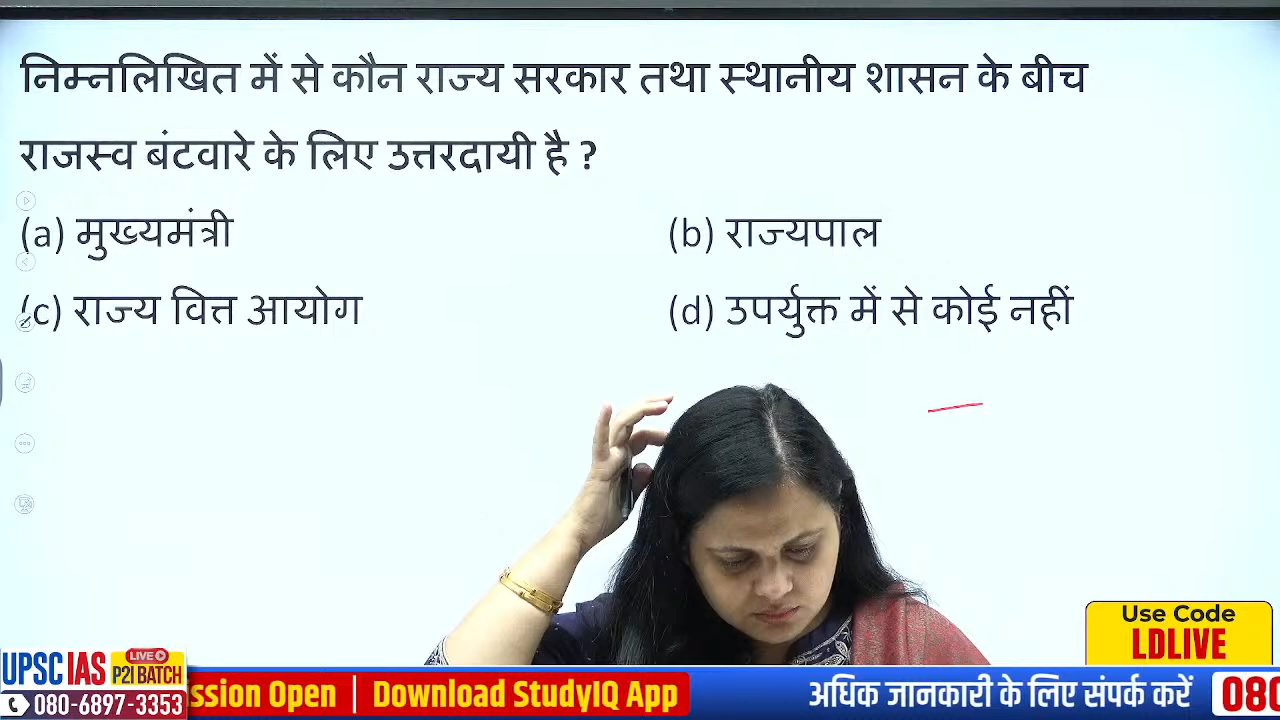 निम्नलिखित में से कौन राज्य सरकार तथा स्थानीय शासन के बीच
राजस्व बंटवारे के लिए उत्तरदायी है ?
(a) मुख्यमंत्री
(b) राज्यपाल
(c) राज्य वित्त आयोग
(d) उपर्युक्त में से कोई नहीं
Use Code
LDLIVE
UPSC IAS LIVE P2I BATCH
080-6897-3353
ssion Open | Download StudyIQ App
अधिक जानकारी के लिए संपर्क करें 080